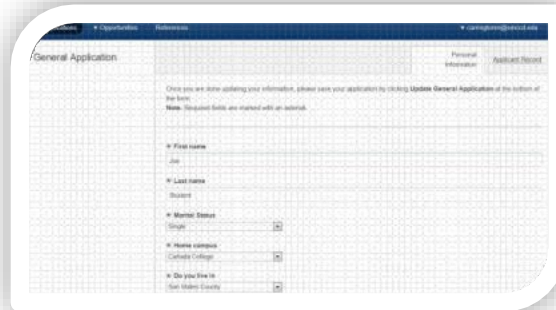 Opportunities References
General Application
Personal
Information Applicant Record
Once you are done updating your information, please save your application by clicking Update General Application at the bottom of
the form.
Note: Required fields are marked with an asterisk.
* First name
Joe
* Last name
Student
* Marital Status
Single
* Home campus
Canada College
* Do you live in
San Mateo County